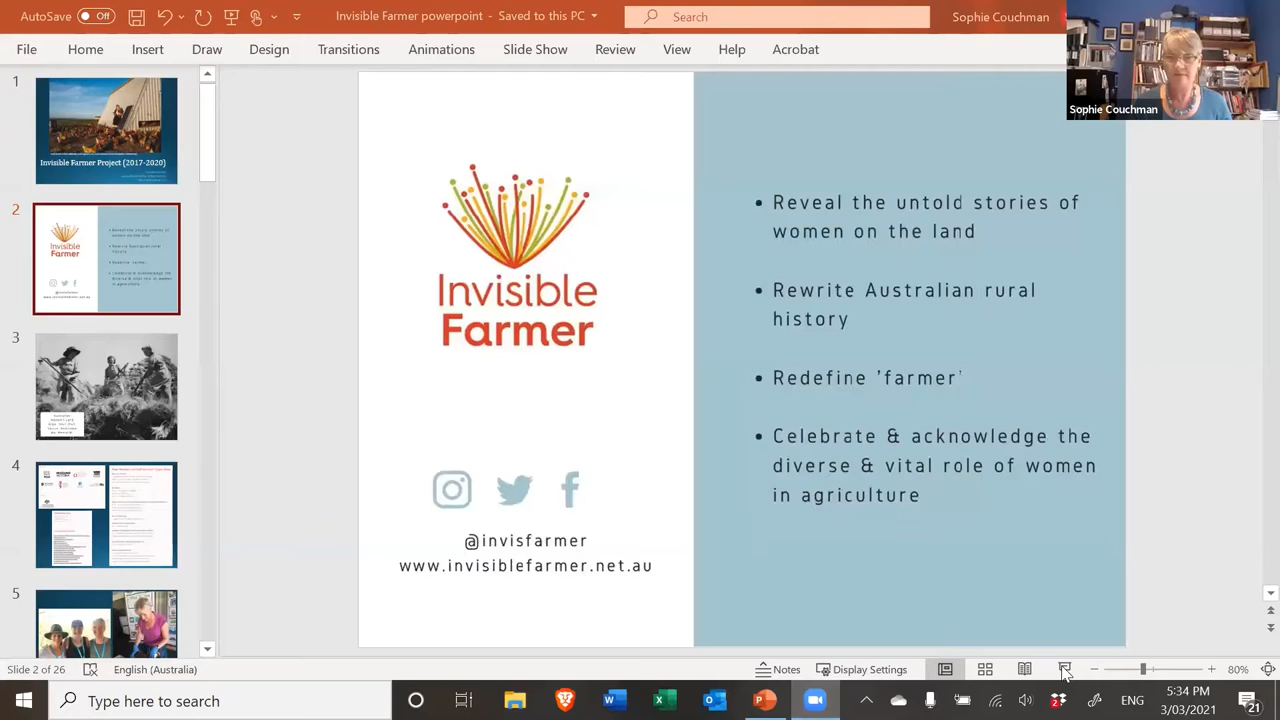 AutoSave Off
Invisible Farmer powerpoint - Saved to this PC
Search
Sophie Couchman
File Home Insert Draw Design Transitions Animations Slide Show Review View Help Acrobat
Sophie Couchman
1
Invisible Farmer Project (2017-2020)
2
Invisible
Farmer
3
4
5
Invisible
Farmer
@invisfarmer
www.invisiblefarmer.net.au
• Reveal the untold stories of
women on the land
• Rewrite Australian rural
history
• Redefine 'farmer'
• Celebrate & acknowledge the
diverse & vital role of women
in agriculture
Slide 2 of 26 English (Australia) Notes Display Settings 80%
Type here to search
ENG
5:34 PM
3/03/2021
21